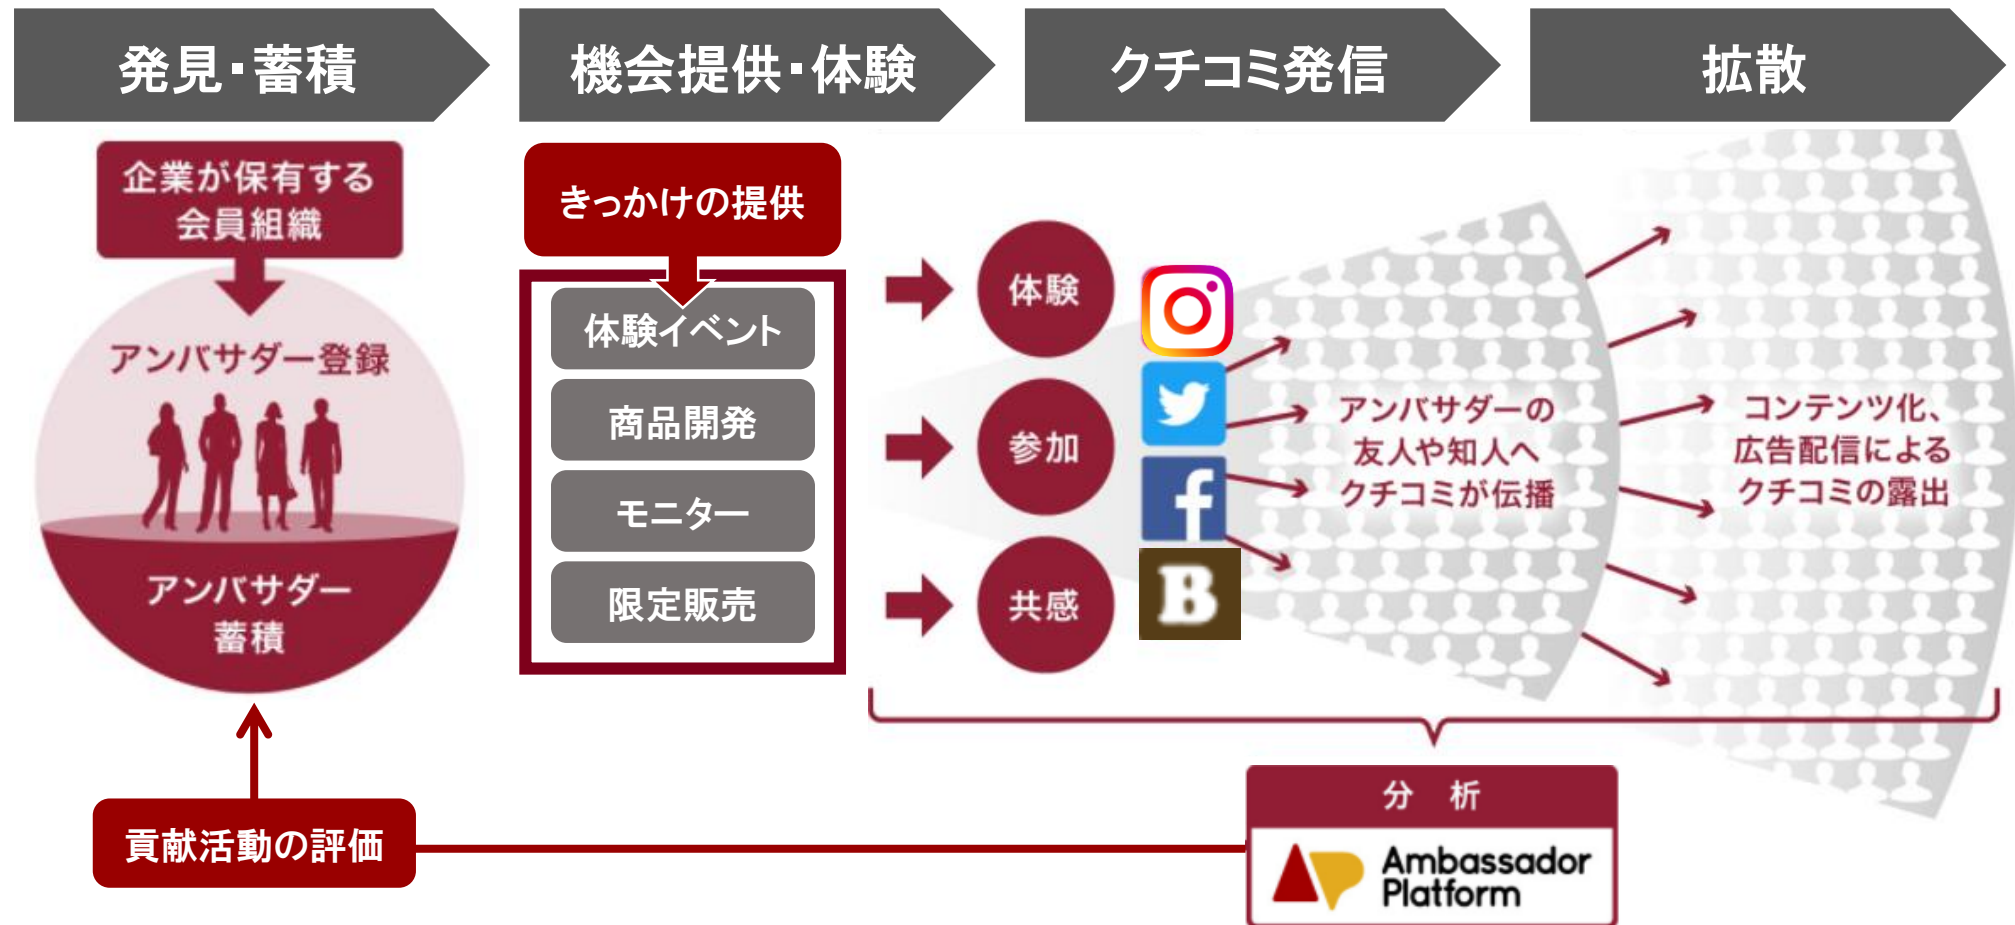 発見・蓄積
機会提供・体験
クチコミ発信
拡散
企業が保有する
会員組織
アンバサダー登録
アンバサダー
蓄積
きっかけの提供
体験イベント
商品開発
モニター
限定販売
体験
参加
共感
f
B
アンバサダーの
友人や知人へ
クチコミが伝播
コンテンツ化、
広告配信による
クチコミの露出
分 析
Ambassador
Platform
貢献活動の評価